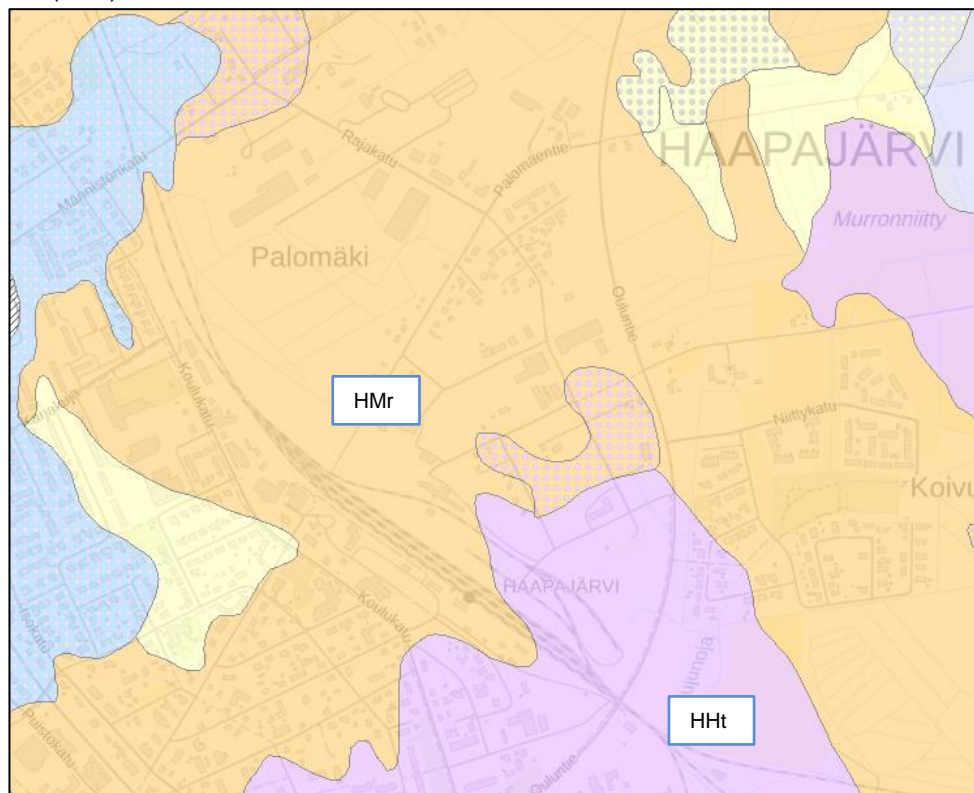 HAAPAJÄRVI
Männistönkatu
Rajakatu
Palomäentie
Murronniitty
Palomäki
Ouluntie
Koulukatu
HMr
Niittykatu
Koivu
HAAPAJÄRVI
Koulukatu
Isokatu
Puistokatu
HHt
Ouluntie